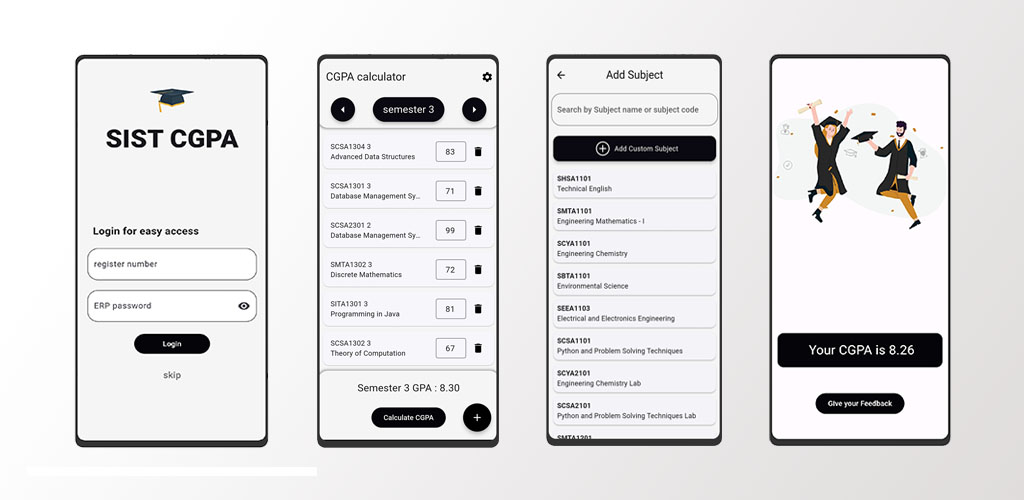 SIST CGPA
Login for easy access
register number
ERP password
Login
skip
CGPA calculator
semester 3
SCSA1304 3
Advanced Data Structures
83
SCSA1301 3
Database Management Sy...
71
SCSA2301 2
Database Management Sy...
99
SMTA1302 3
Discrete Mathematics
72
SITA1301 3
Programming in Java
81
SCSA1302 3
Theory of Computation
67
Semester 3 GPA : 8.30
Calculate CGPA
+
Add Subject
Search by Subject name or subject code
Add Custom Subject
SHSA1101
Technical English
SMTA1101
Engineering Mathematics - I
SCYA1101
Engineering Chemistry
SBTA1101
Environmental Science
SEEA1103
Electrical and Electronics Engineering
SCSA1101
Python and Problem Solving Techniques
SCYA2101
Engineering Chemistry Lab
SCSA2101
Python and Problem Solving Techniques Lab
SMTA1201
Your CGPA is 8.26
Give your Feedback